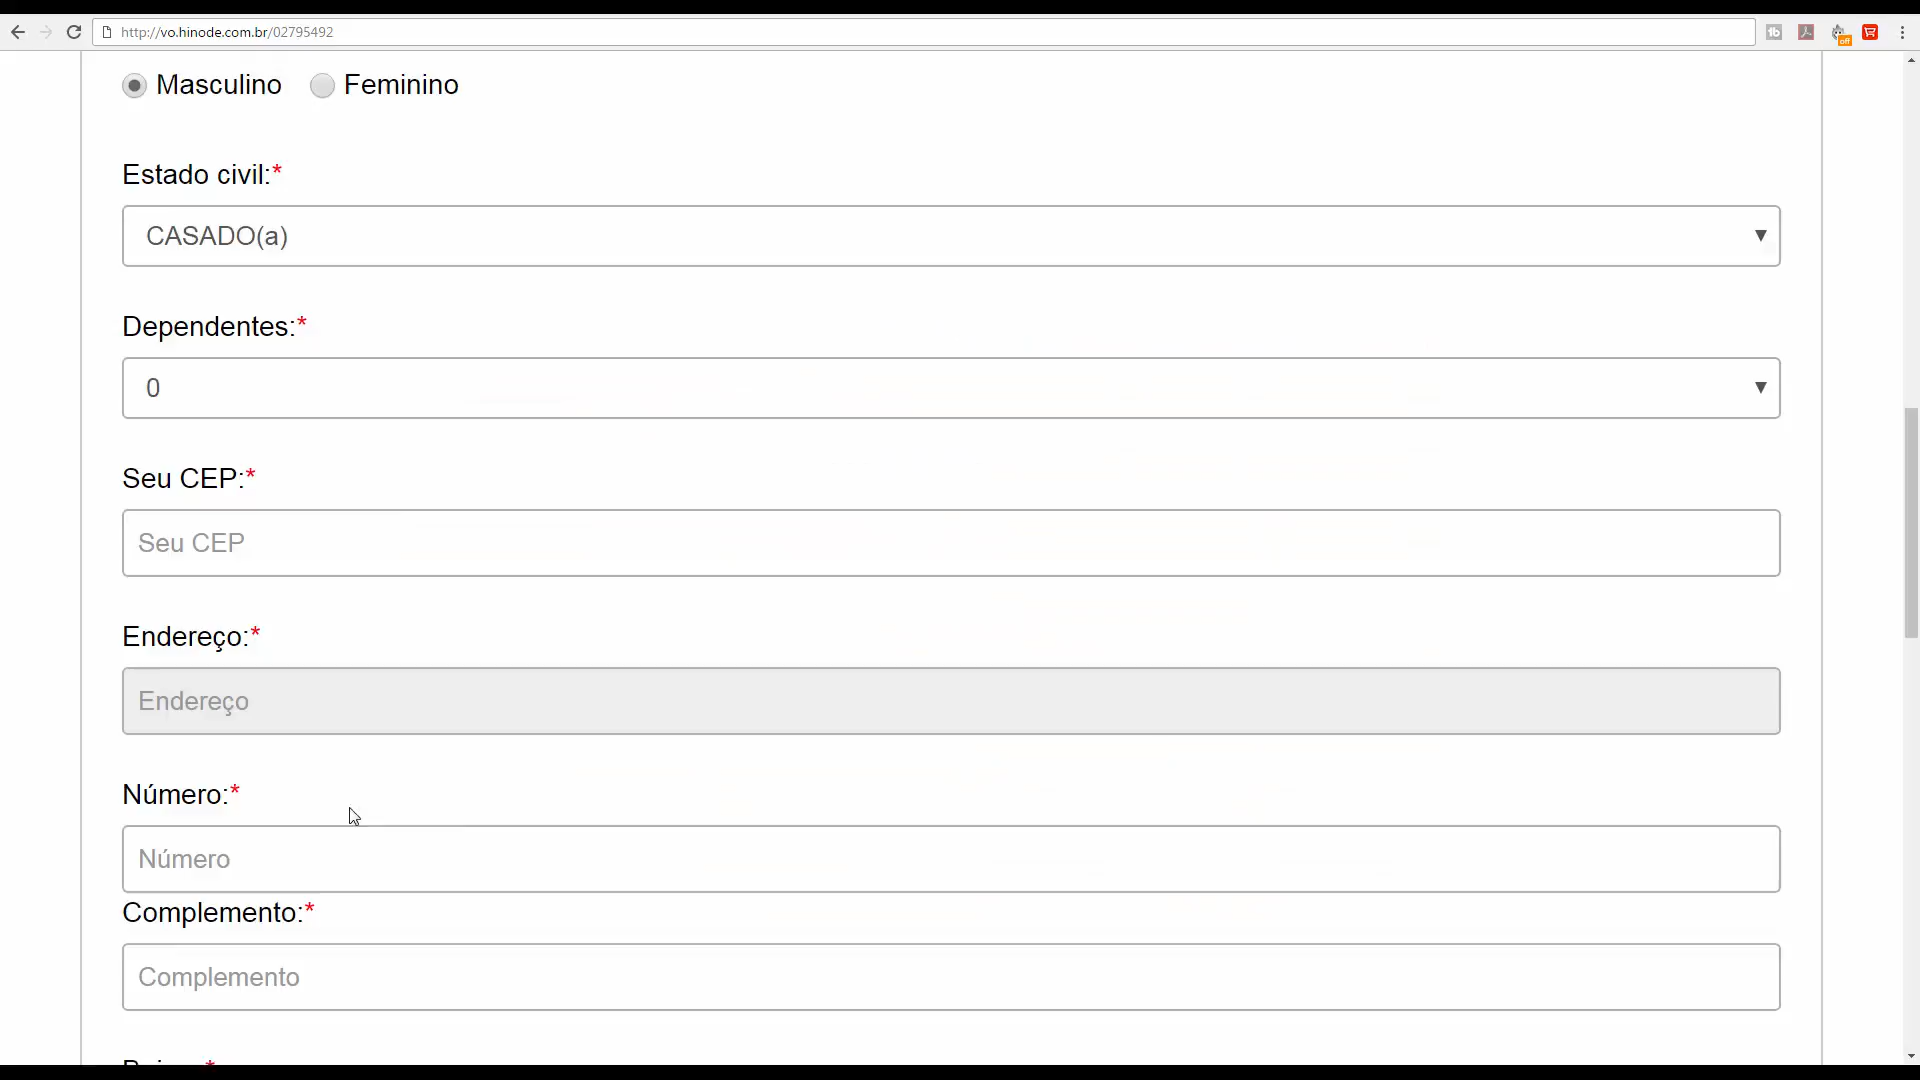 http://vo.hinode.com.br/02795492
Masculino Feminino
Estado civil:*
CASADO(a)
Dependentes:*
0
Seu CEP:*
Seu CEP
Endereço:*
Endereço
Número:*
Número
Complemento:*
Complemento